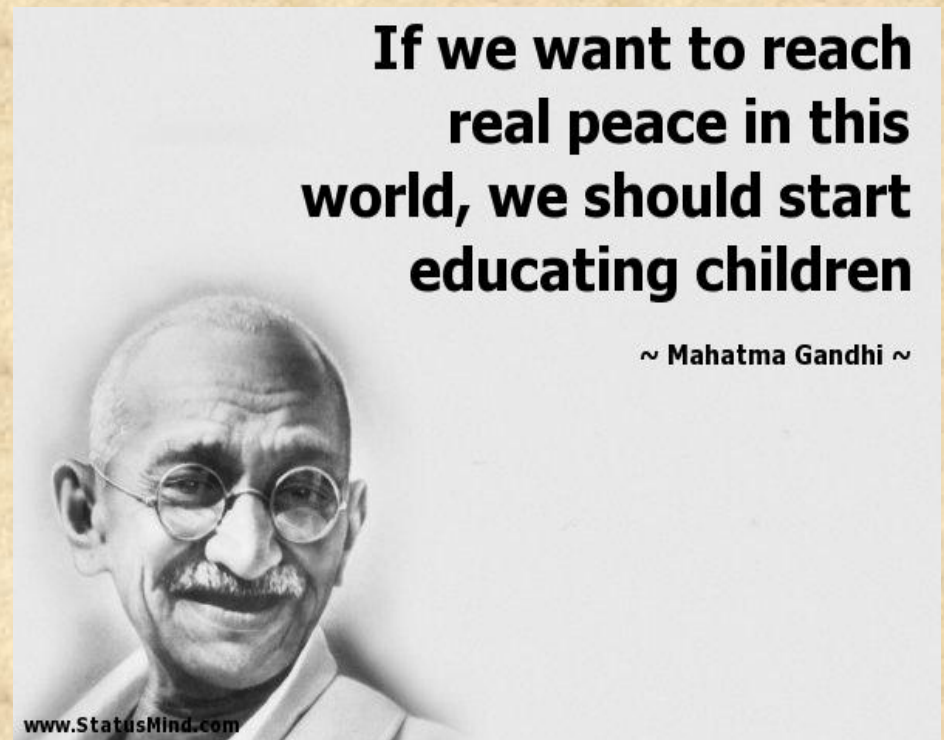 If we want to reach
real peace in this
world, we should start
educating children
~ Mahatma Gandhi ~
www.StatusMind.com